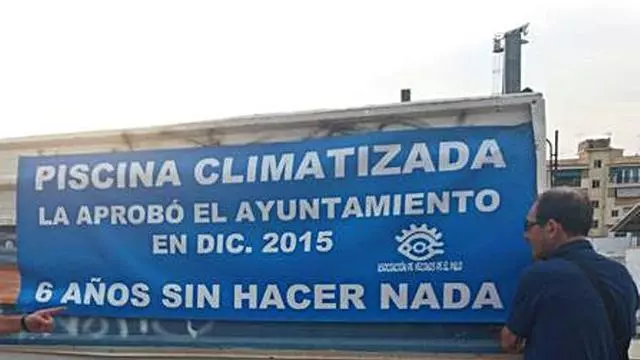 PISCINA CLIMATIZADA
LA APROBÓ EL AYUNTAMIENTO
EN DIC. 2015
ASOCIACIÓN DE VECINOS DE EL PALO
6 AÑOS SIN HACER NADA